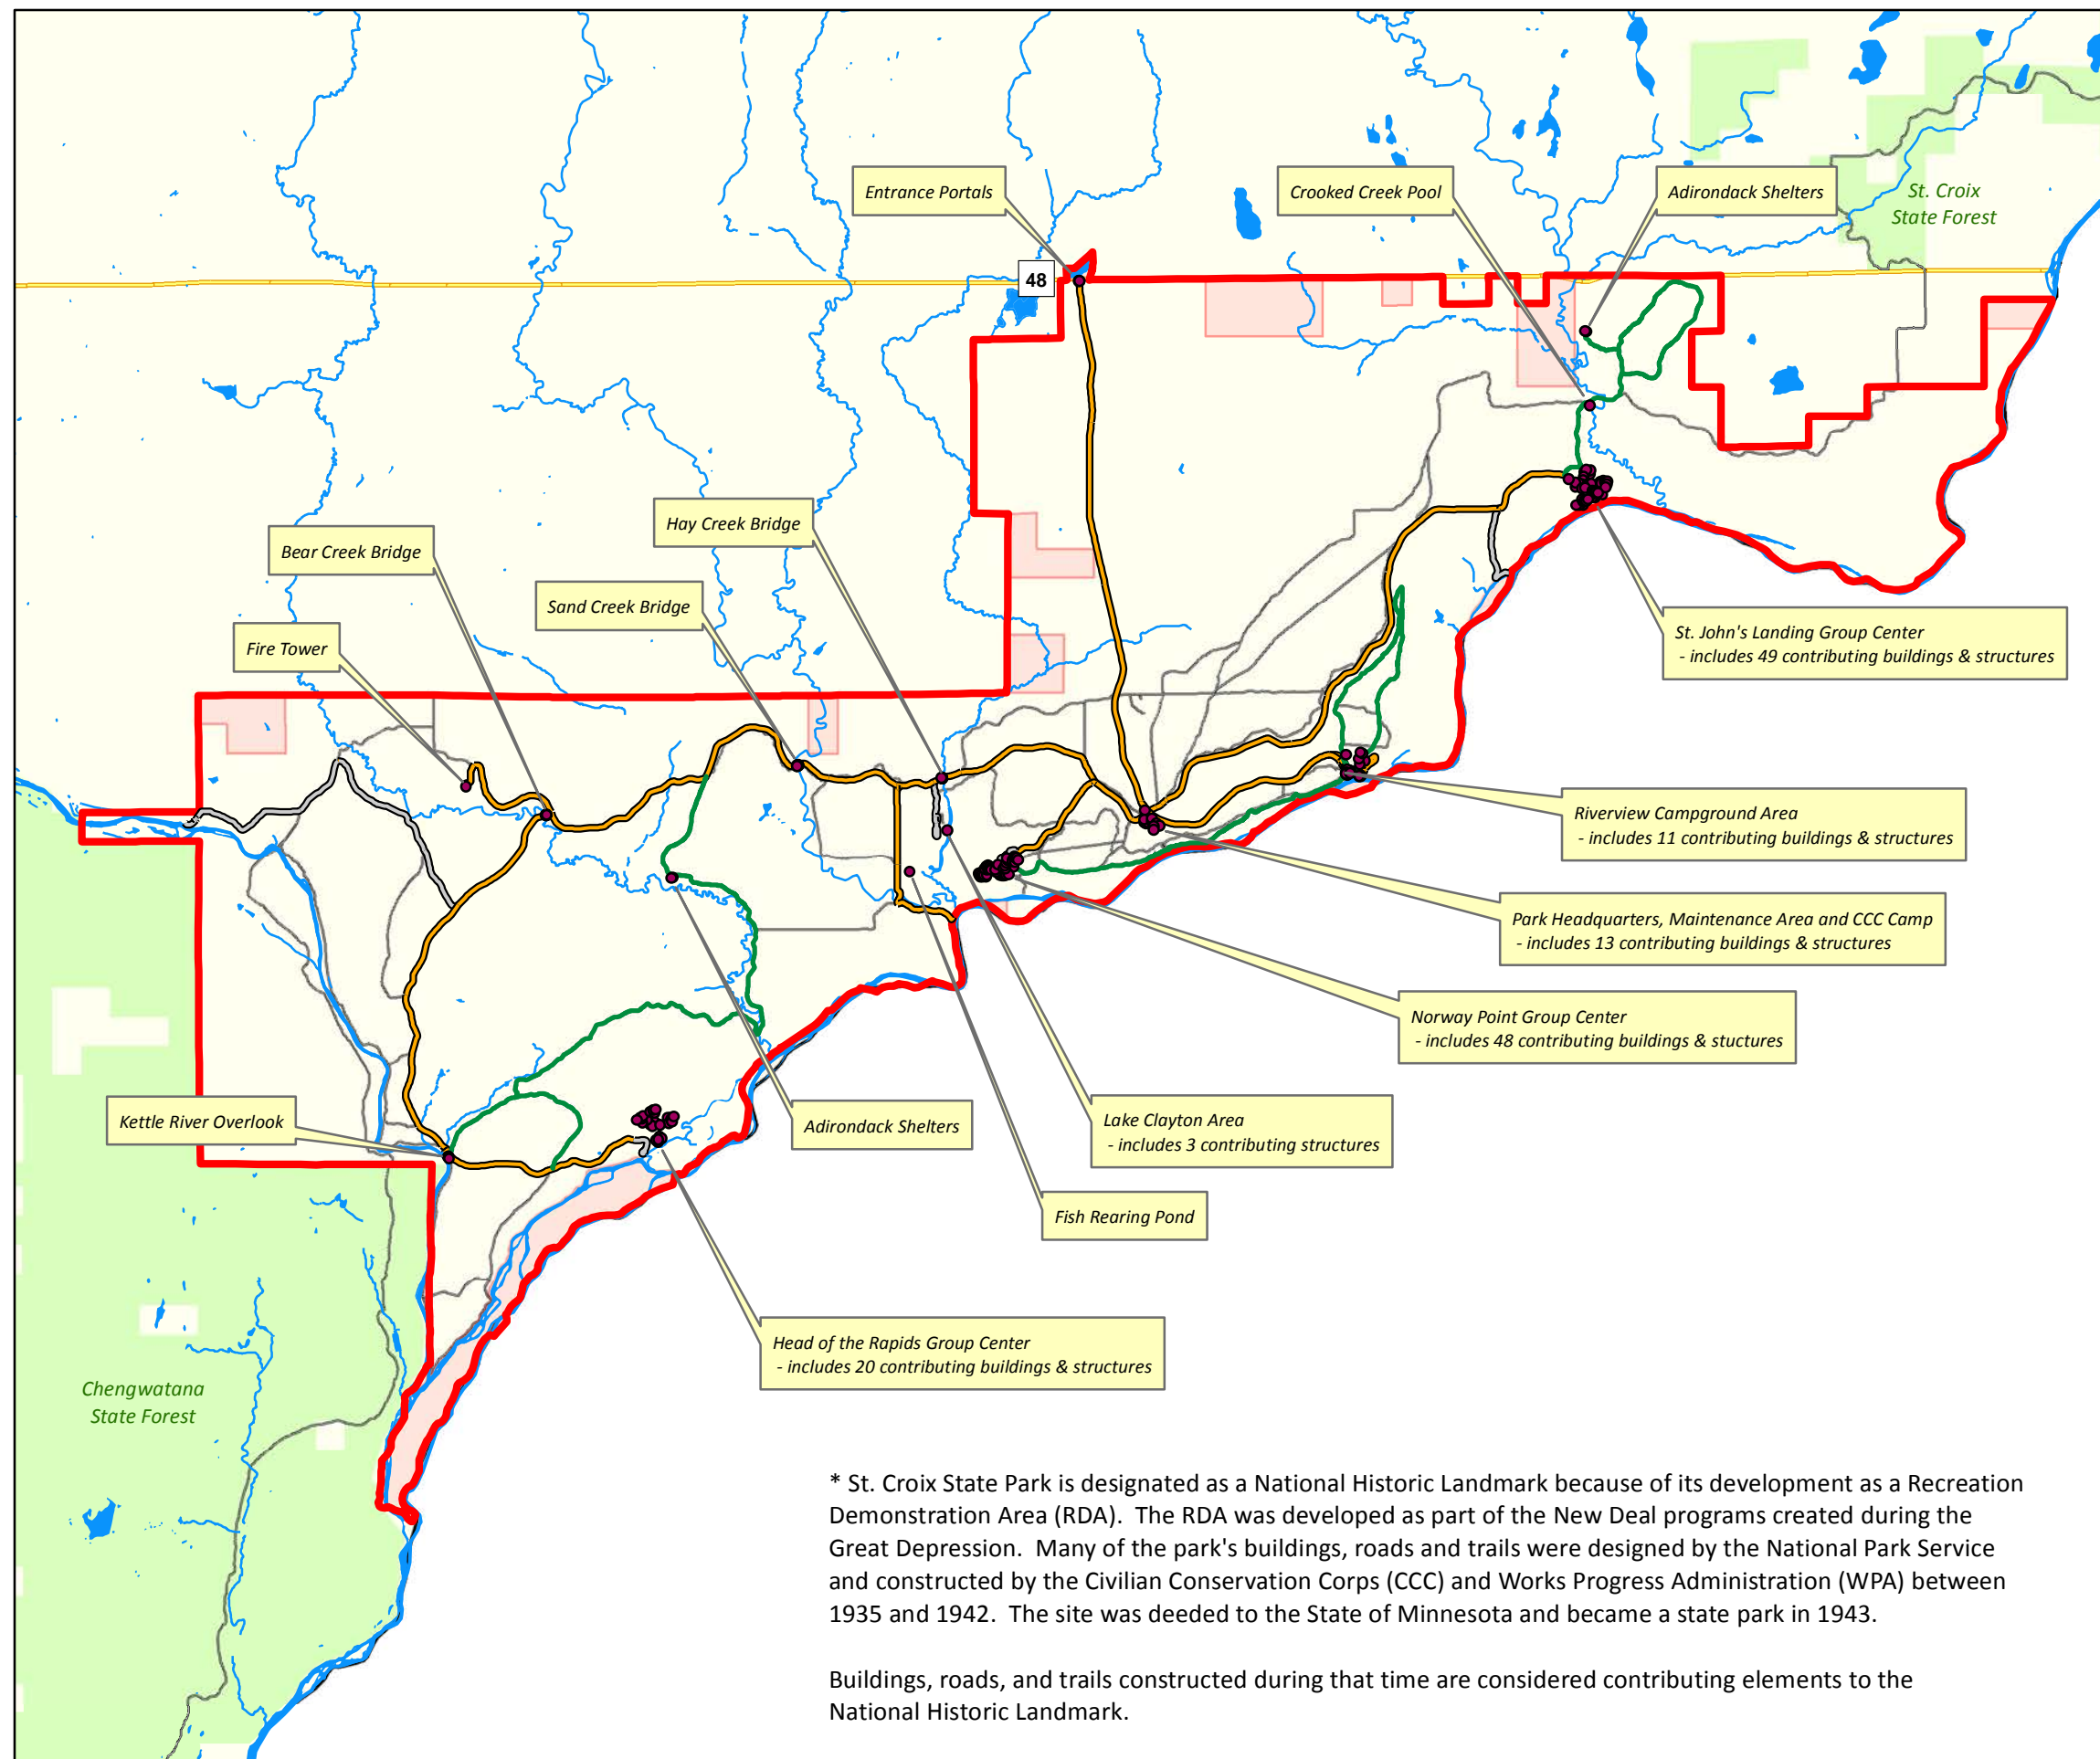 Entrance Portals
Crooked Creek Pool
Adirondack Shelters
St. Croix
State Forest
48
Hay Creek Bridge
Bear Creek Bridge
Sand Creek Bridge
Fire Tower
St. John's Landing Group Center
- includes 49 contributing buildings & structures
Riverview Campground Area
- includes 11 contributing buildings & structures
Park Headquarters, Maintenance Area and CCC Camp
- includes 13 contributing buildings & structures
Norway Point Group Center
- includes 48 contributing buildings & stuctures
Kettle River Overlook
Adirondack Shelters
Lake Clayton Area
- includes 3 contributing structures
Fish Rearing Pond
Head of the Rapids Group Center
- includes 20 contributing buildings & structures
Chengwatana
State Forest
* St. Croix State Park is designated as a National Historic Landmark because of its development as a Recreation
Demonstration Area (RDA).  The RDA was developed as part of the New Deal programs created during the
Great Depression.  Many of the park's buildings, roads and trails were designed by the National Park Service
and constructed by the Civilian Conservation Corps (CCC) and Works Progress Administration (WPA) between
1935 and 1942.  The site was deeded to the State of Minnesota and became a state park in 1943.
Buildings, roads, and trails constructed during that time are considered contributing elements to the
National Historic Landmark.